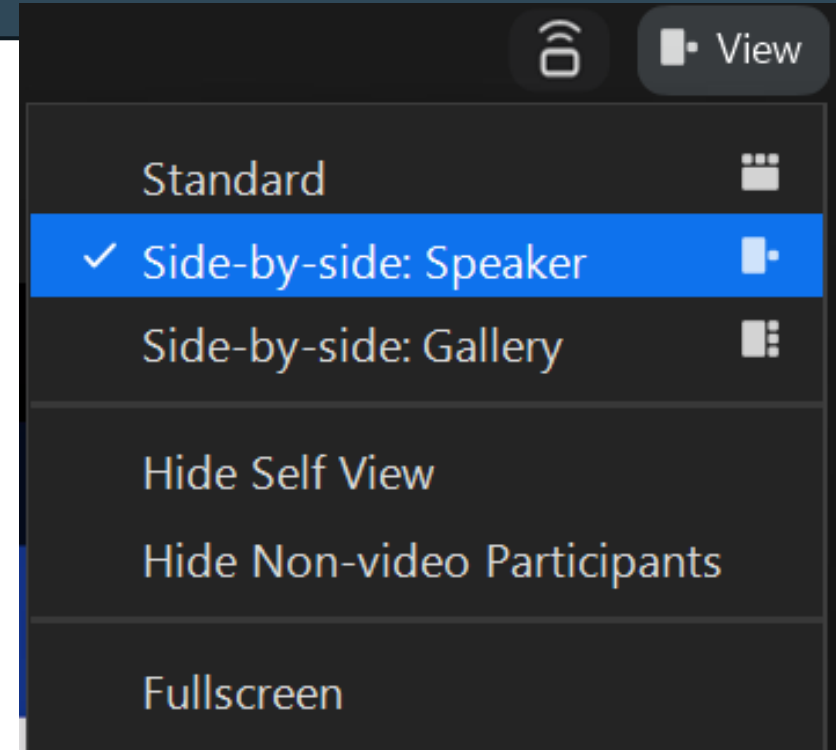 View
Standard
Side-by-side: Speaker
Side-by-side: Gallery
Hide Self View
Hide Non-video Participants
Fullscreen